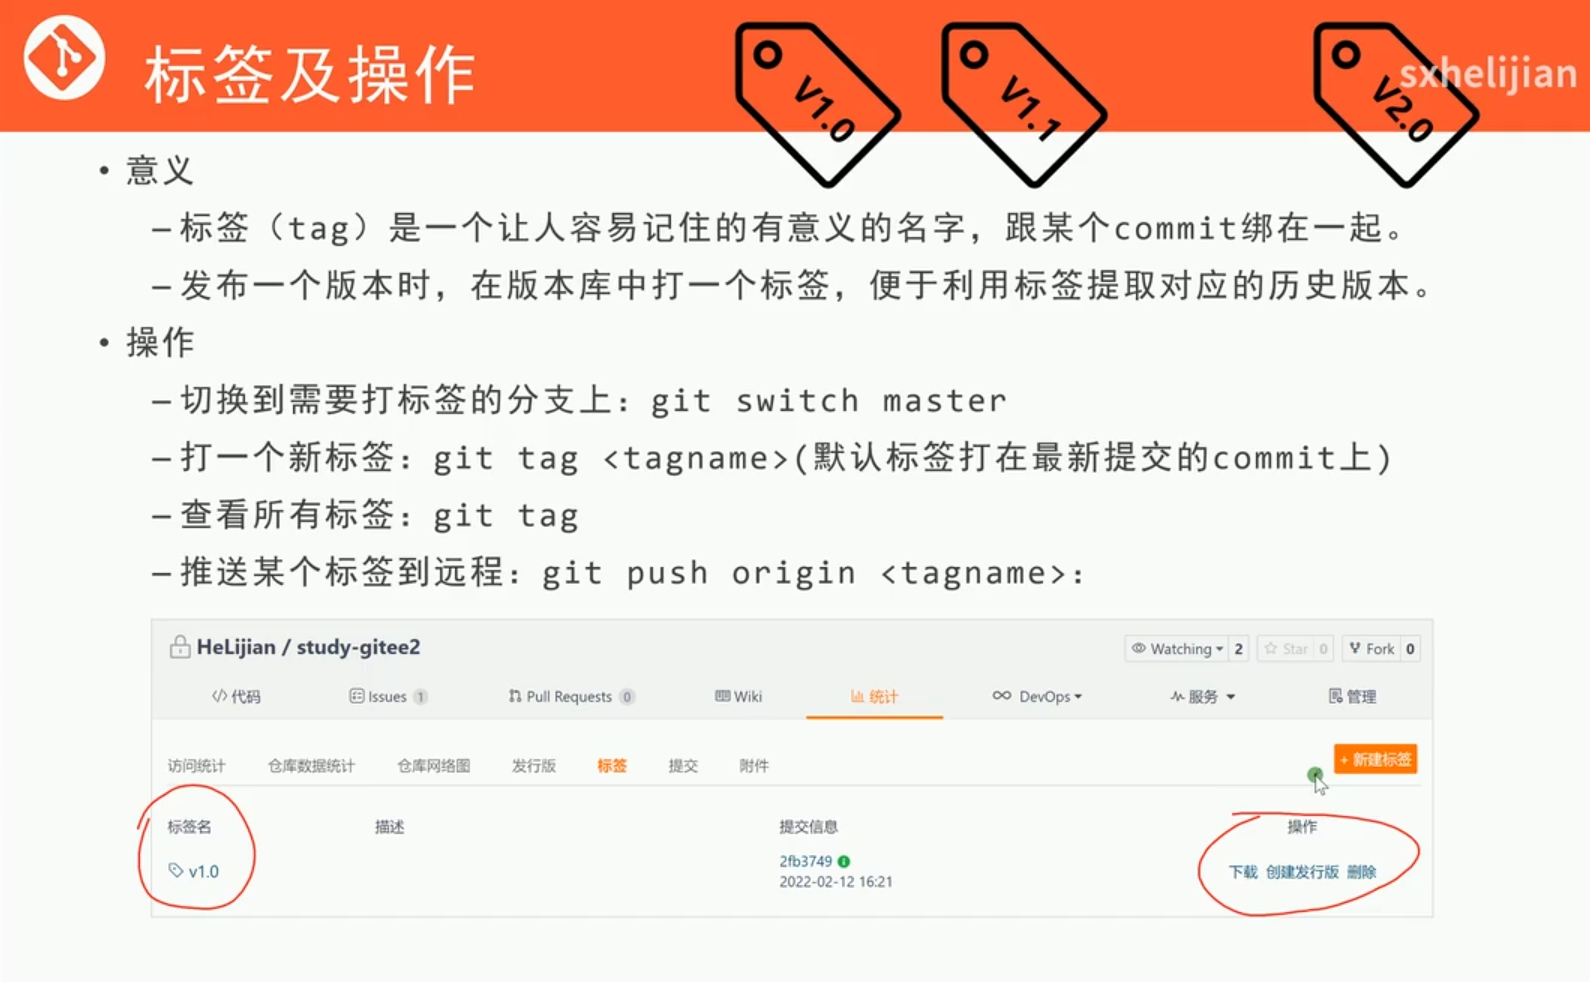 标签及操作
V1.0
V1.1
V2.0
sxhelijian
• 意义
–标签（tag）是一个让人容易记住的有意义的名字，跟某个commit绑在一起。
–发布一个版本时，在版本库中打一个标签，便于利用标签提取对应的历史版本。
• 操作
–切换到需要打标签的分支上：git switch master
–打一个新标签：git tag <tagname>(默认标签打在最新提交的commit上)
–查看所有标签：git tag
–推送某个标签到远程：git push origin <tagname>：
HeLijian / study-gitee2
Watching 2 Star 0 Fork 0
代码 Issues 1 Pull Requests 0 Wiki 统计 DevOps 服务 管理
访问统计 仓库数据统计 仓库网络图 发行版 标签 提交 附件 + 新建标签
标签名 描述 提交信息 操作
v1.0 2fb3749 下载 创建发行版 删除
2022-02-12 16:21